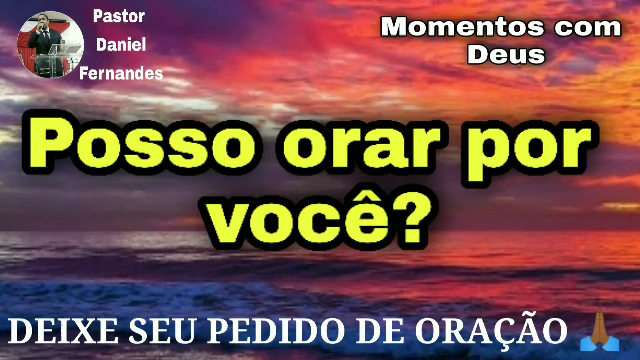 Pastor
Daniel
Fernandes
Momentos com
Deus
Posso orar por
você?
DEIXE SEU PEDIDO DE ORAÇÃO 🙏🏾